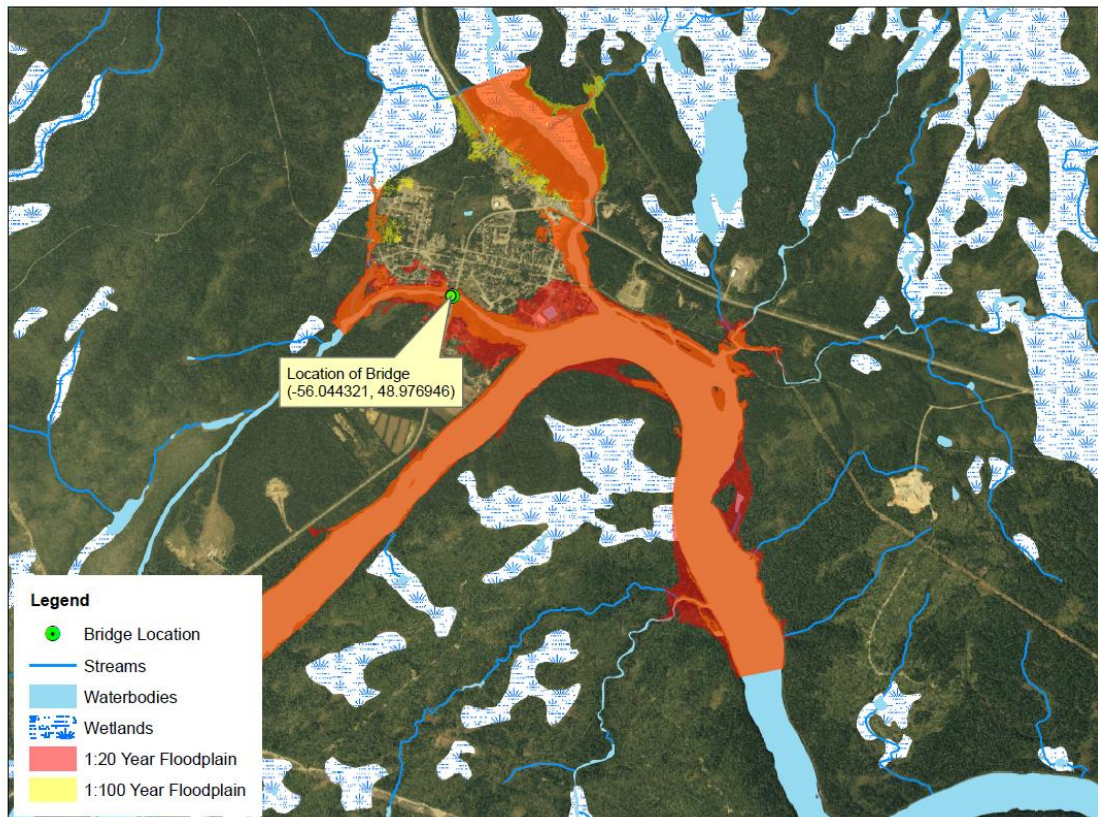 Location of Bridge
(-56.044321, 48.976946)
Legend
Bridge Location
Streams
Waterbodies
Wetlands
1:20 Year Floodplain
1:100 Year Floodplain